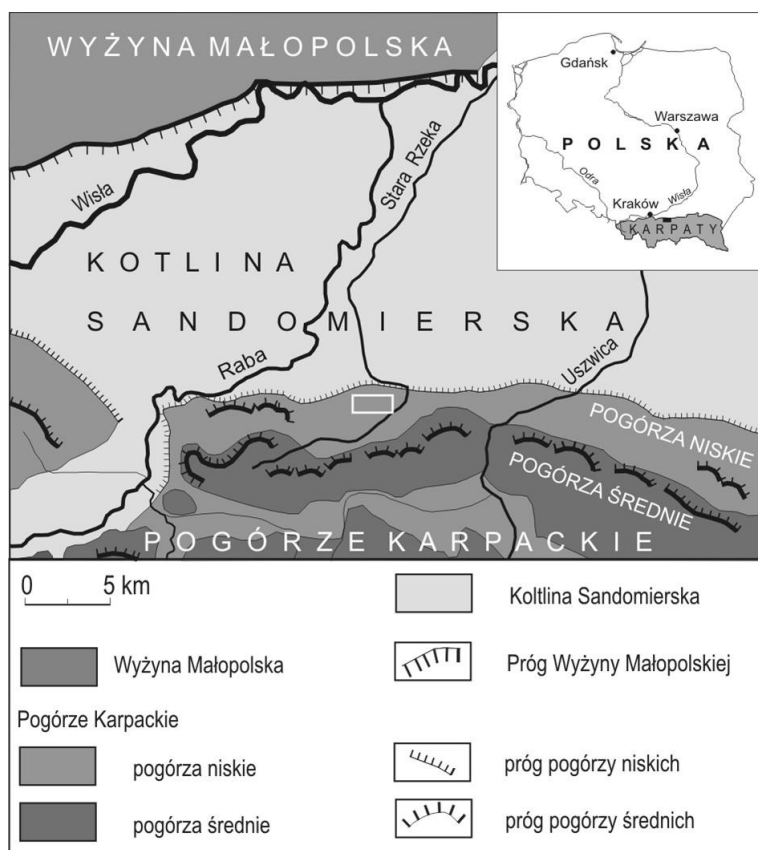 WYŻYNA MAŁOPOLSKA
Gdańsk
Warszawa
POLSKA
Odra
Kraków
Wisła
KARPATY
Wisła
Stara Rzeka
KOTLINA
SANDOMIERSKA
Raba
Uszwica
POGÓRZA NISKIE
POGÓRZA ŚREDNIE
POGÓRZE KARPACKIE
0 5 km
Koltlina Sandomierska
Wyżyna Małopolska
Próg Wyżyny Małopolskiej
Pogórze Karpackie
pogórza niskie
próg pogórzy niskich
pogórza średnie
próg pogórzy średnich